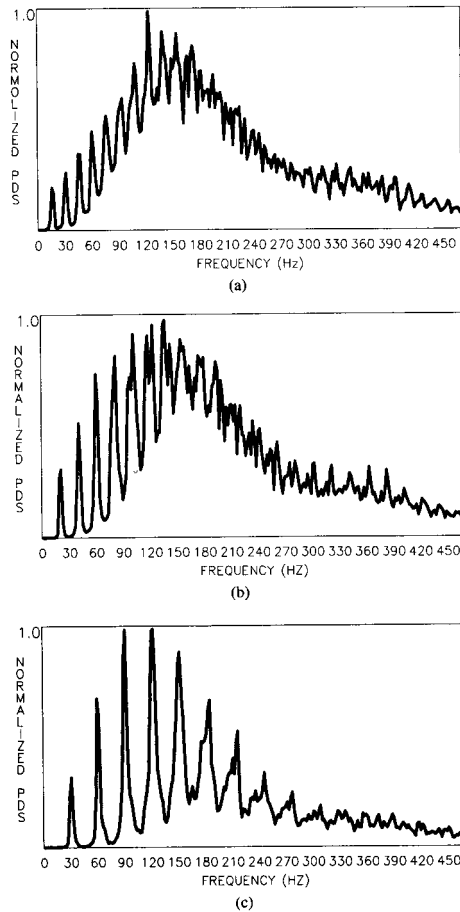 1.0
NORMOLIZED PDS
0 30 60 90 120 150 180 210 240 270 300 330 360 390 420 450
FREQUENCY (Hz)
(a)
1.0
NORMALIZED PDS
0 30 60 90 120 150 180 210 240 270 300 330 360 390 420 450
FREQUENCY (HZ)
(b)
1.0
NORMALIZED PDS
0 30 60 90 120 150 180 210 240 270 300 330 360 390 420 450
FREQUENCY (HZ)
(c)